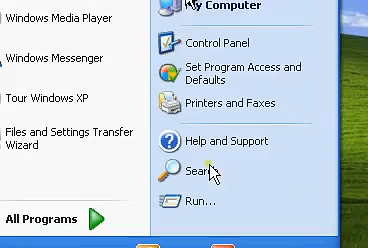 Windows Media Player
Windows Messenger
Tour Windows XP
Files and Settings Transfer
Wizard
All Programs
My Computer
Control Panel
Set Program Access and
Defaults
Printers and Faxes
Help and Support
Search
Run...